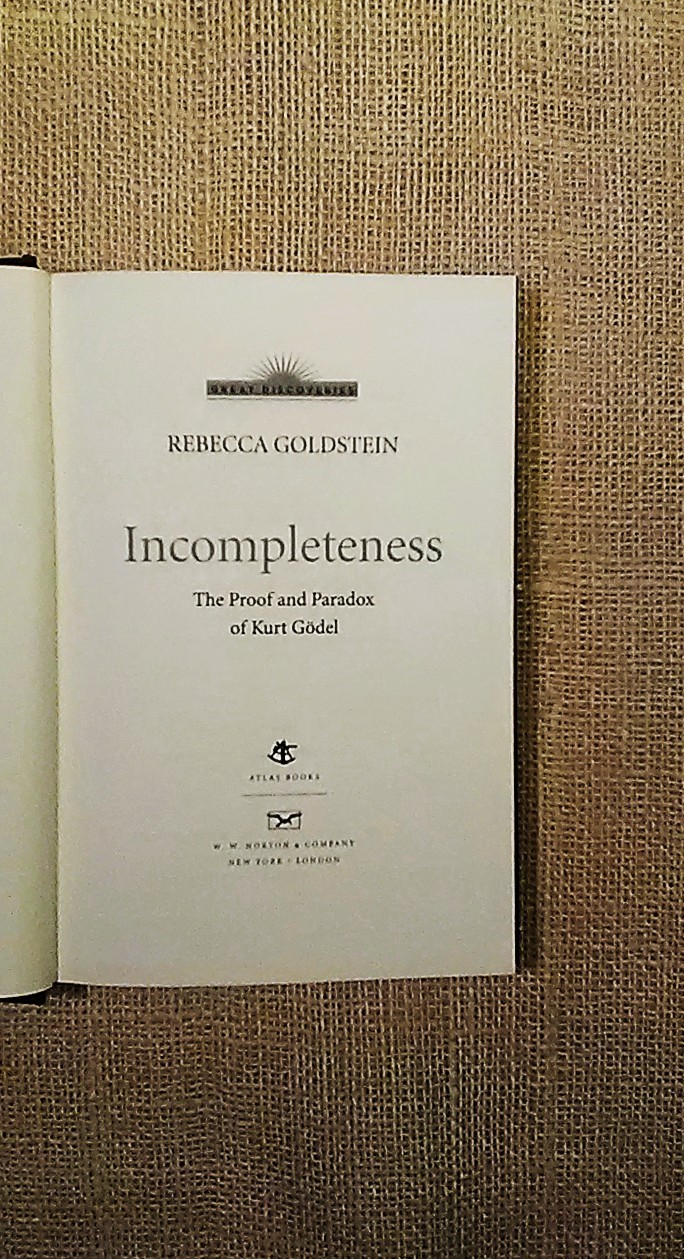 GREAT DISCOVERIES
REBECCA GOLDSTEIN
Incompleteness
The Proof and Paradox
of Kurt Gödel
ATLAS BOOKS
W. W. NORTON & COMPANY
NEW YORK • LONDON